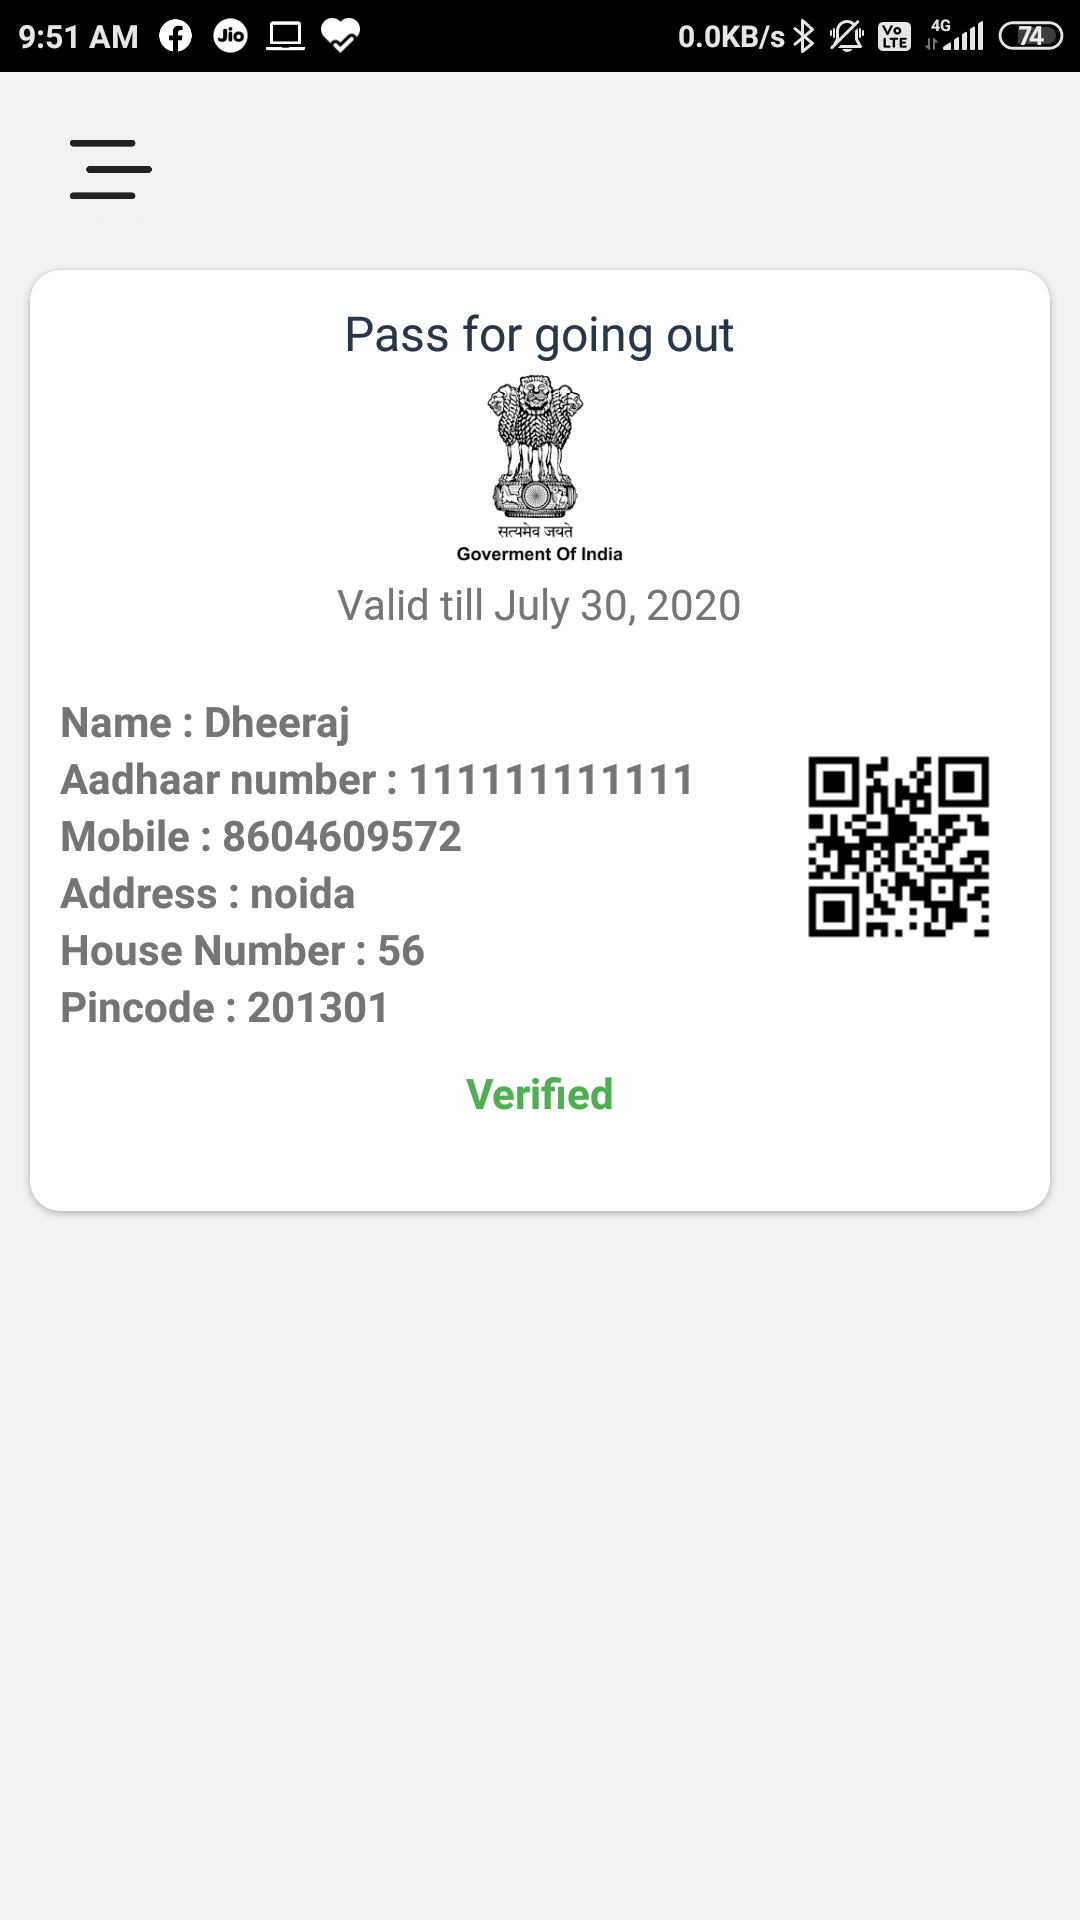 9:51 AM Jio 0.0KB/s Vo LTE 4G 74
Pass for going out
सत्यमेव जयते
Goverment Of India
Valid till July 30, 2020
Name : Dheeraj
Aadhaar number : 111111111111
Mobile : 8604609572
Address : noida
House Number : 56
Pincode : 201301
Verified